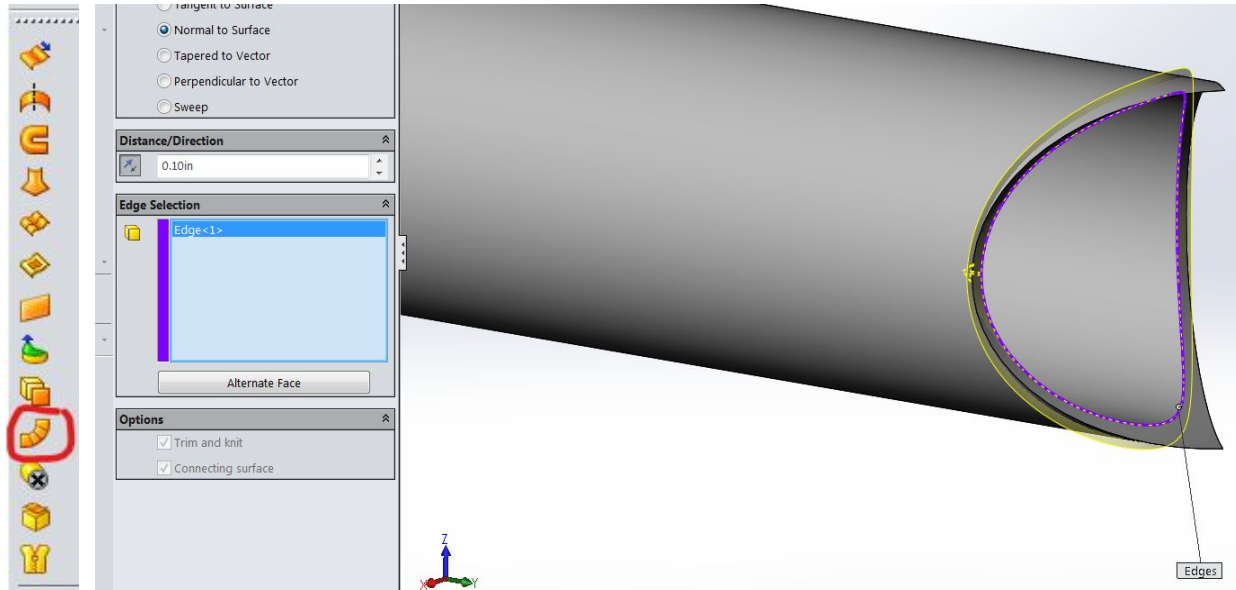 Tangent to Surface
Normal to Surface
Tapered to Vector
Perpendicular to Vector
Sweep
Distance/Direction
0.10in
Edge Selection
Edge<1>
Alternate Face
Options
Trim and knit
Connecting surface
Z
X
Y
Edges